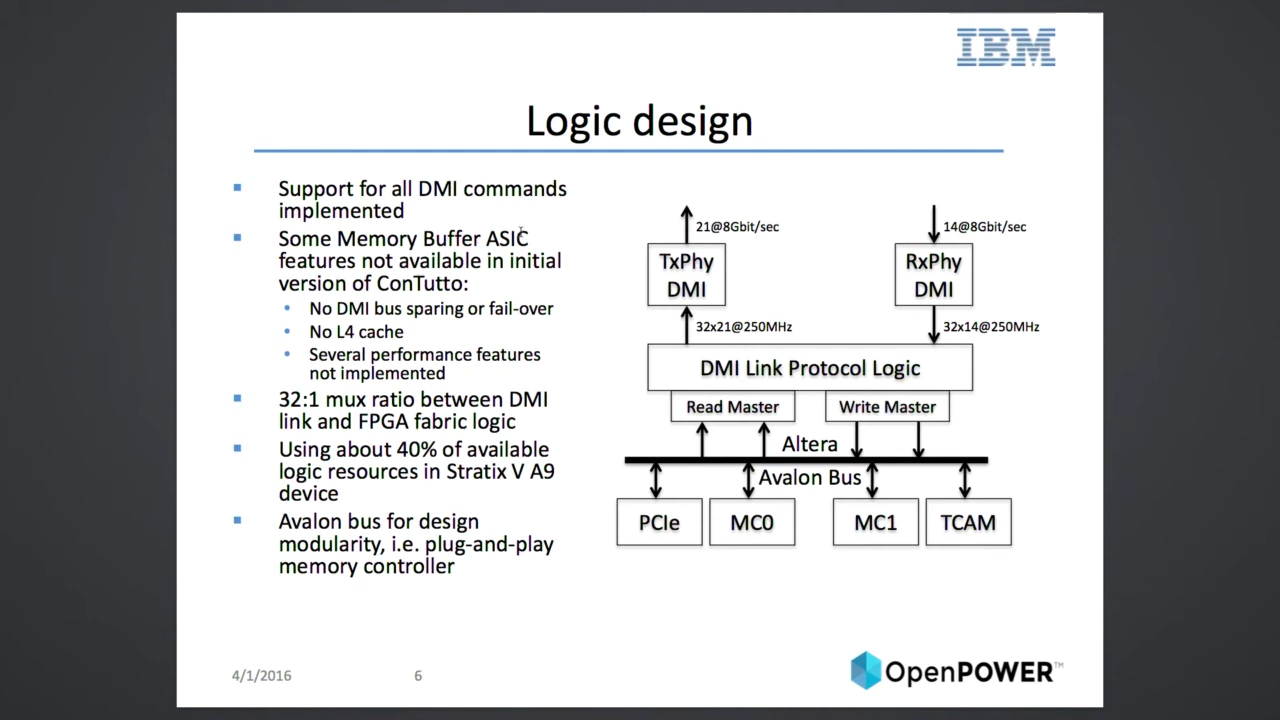 IBM
Logic design
Support for all DMI commands
implemented
Some Memory Buffer ASIC
features not available in initial
version of ConTutto:
No DMI bus sparing or fail-over
No L4 cache
Several performance features
not implemented
32:1 mux ratio between DMI
link and FPGA fabric logic
Using about 40% of available
logic resources in Stratix V A9
device
Avalon bus for design
modularity, i.e. plug-and-play
memory controller
21@8Gbit/sec
14@8Gbit/sec
TxPhy
DMI
RxPhy
DMI
32x21@250MHz
32x14@250MHz
DMI Link Protocol Logic
Read Master
Write Master
Altera
Avalon Bus
PCIe
MC0
MC1
TCAM
4/1/2016
6
OpenPOWER™